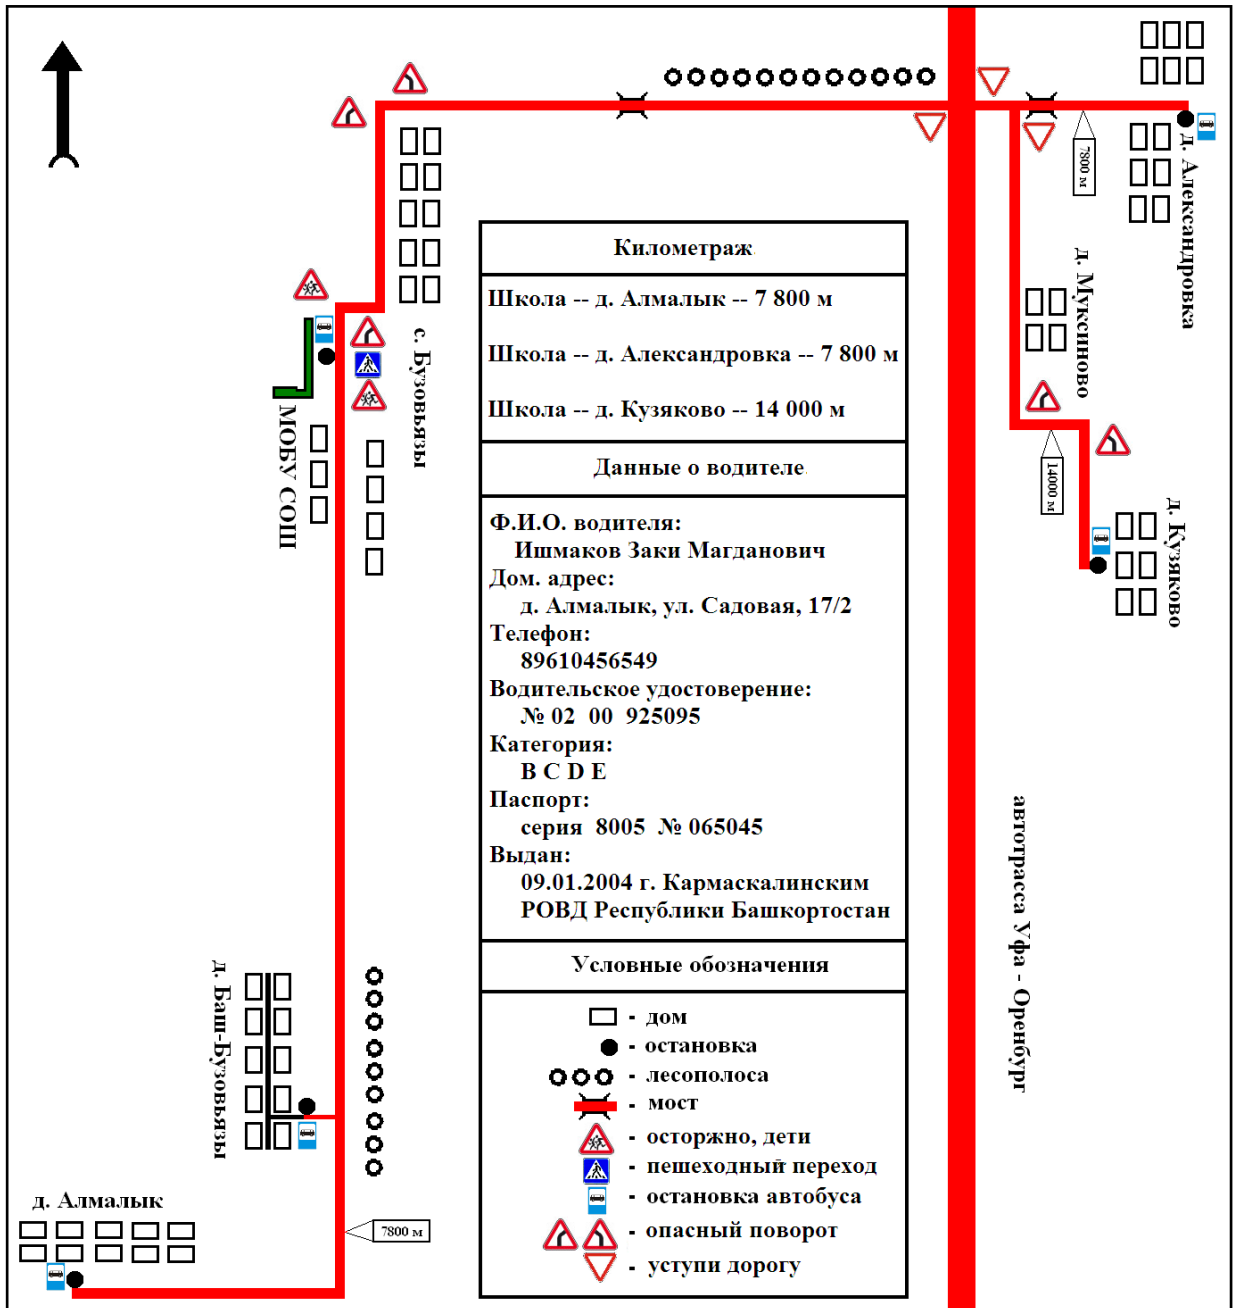 д. Александровка
7800 м
д. Муксиново
14000 м
д. Кузяково
с. Бузовьязы
МОБУ СОШ
Километраж
Школа -- д. Алмалык -- 7 800 м
Школа -- д. Александровка -- 7 800 м
Школа -- д. Кузяково -- 14 000 м
Данные о водителе
Ф.И.О. водителя:
Ишмаков Заки Магданович
Дом. адрес:
д. Алмалык, ул. Садовая, 17/2
Телефон:
89610456549
Водительское удостоверение:
№ 02 00 925095
Категория:
B C D E
Паспорт:
серия 8005 № 065045
Выдан:
09.01.2004 г. Кармаскалинским
РОВД Республики Башкортостан
Условные обозначения
- дом
- остановка
- лесополоса
- мост
- осторжно, дети
- пешеходный переход
- остановка автобуса
- опасный поворот
- уступи дорогу
автотрасса Уфа - Оренбург
д. Баш-Бузовьязы
д. Алмалык
7800 м